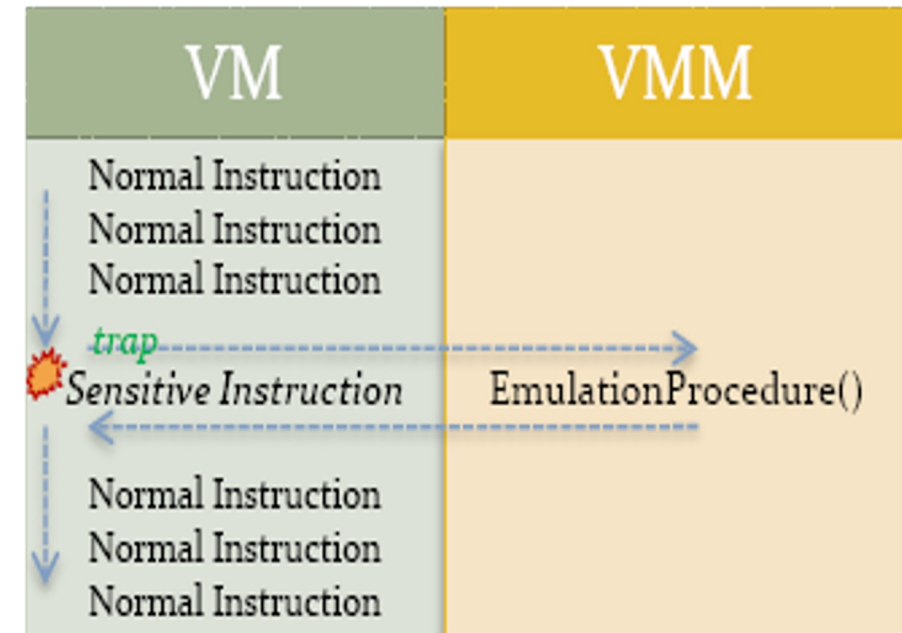 VM VMM
Normal Instruction
Normal Instruction
Normal Instruction
trap
Sensitive Instruction EmulationProcedure()
Normal Instruction
Normal Instruction
Normal Instruction